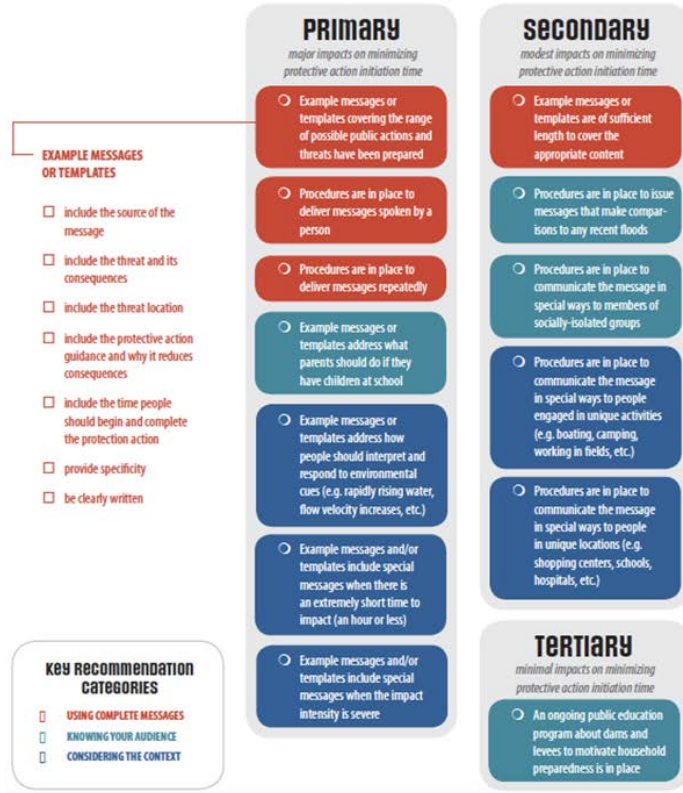 PRIMARY
major impacts on minimizing
protective action initiation time
Example messages or
templates covering the range
of possible public actions and
threats have been prepared
Procedures are in place to
deliver messages spoken by a
person
Procedures are in place to
deliver messages repeatedly
Example messages or
templates address what
parents should do if they
have children at school
Example messages or
templates address how
people should interpret and
respond to environmental
cues (e.g. rapidly rising water,
flow velocity increases, etc.)
Example messages and/or
templates include special
messages when there is
an extremely short time to
impact (an hour or less)
Example messages and/or
templates include special
messages when the impact
intensity is severe
SECONDARY
modest impacts on minimizing
protective action initiation time
Example messages or
templates are of sufficient
length to cover the
appropriate content
Procedures are in place to issue
messages that make compar-
isons to any recent floods
Procedures are in place to
communicate the message in
special ways to members of
socially-isolated groups
Procedures are in place to
communicate the message
in special ways to people
engaged in unique activities
(e.g. boating, camping,
working in fields, etc.)
Procedures are in place to
communicate the message
in special ways to people
in unique locations (e.g.
shopping centers, schools,
hospitals, etc.)
TERTIARY
minimal impacts on minimizing
protective action initiation time
An ongoing public education
program about dams and
levees to motivate household
preparedness is in place
EXAMPLE MESSAGES
OR TEMPLATES
include the source of the
message
include the threat and its
consequences
include the threat location
include the protective action
guidance and why it reduces
consequences
include the time people
should begin and complete
the protection action
provide specificity
be clearly written
KEY RECOMMENDATION
CATEGORIES
USING COMPLETE MESSAGES
KNOWING YOUR AUDIENCE
CONSIDERING THE CONTEXT